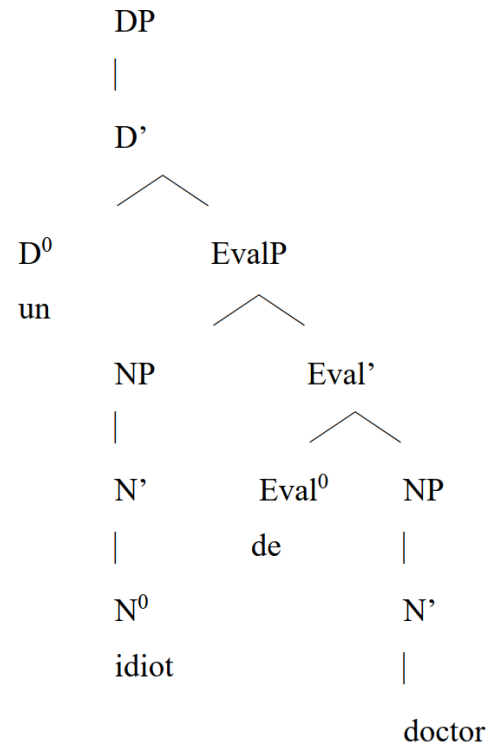 DP
D’
D⁰ EvalP
un
NP Eval’
N’ Eval⁰ NP
de
N⁰ N’
idiot
doctor